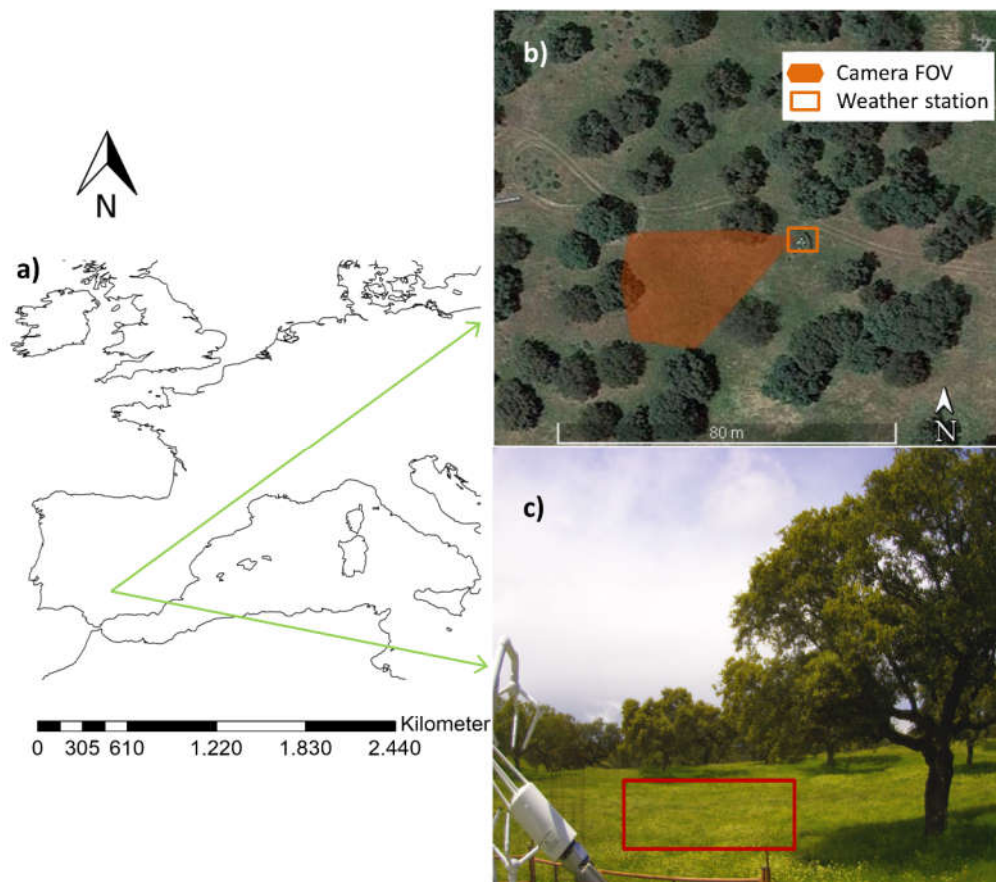 N
a)
Kilometer
0 305 610 1.220 1.830 2.440
b)
Camera FOV
Weather station
80 m
N
c)